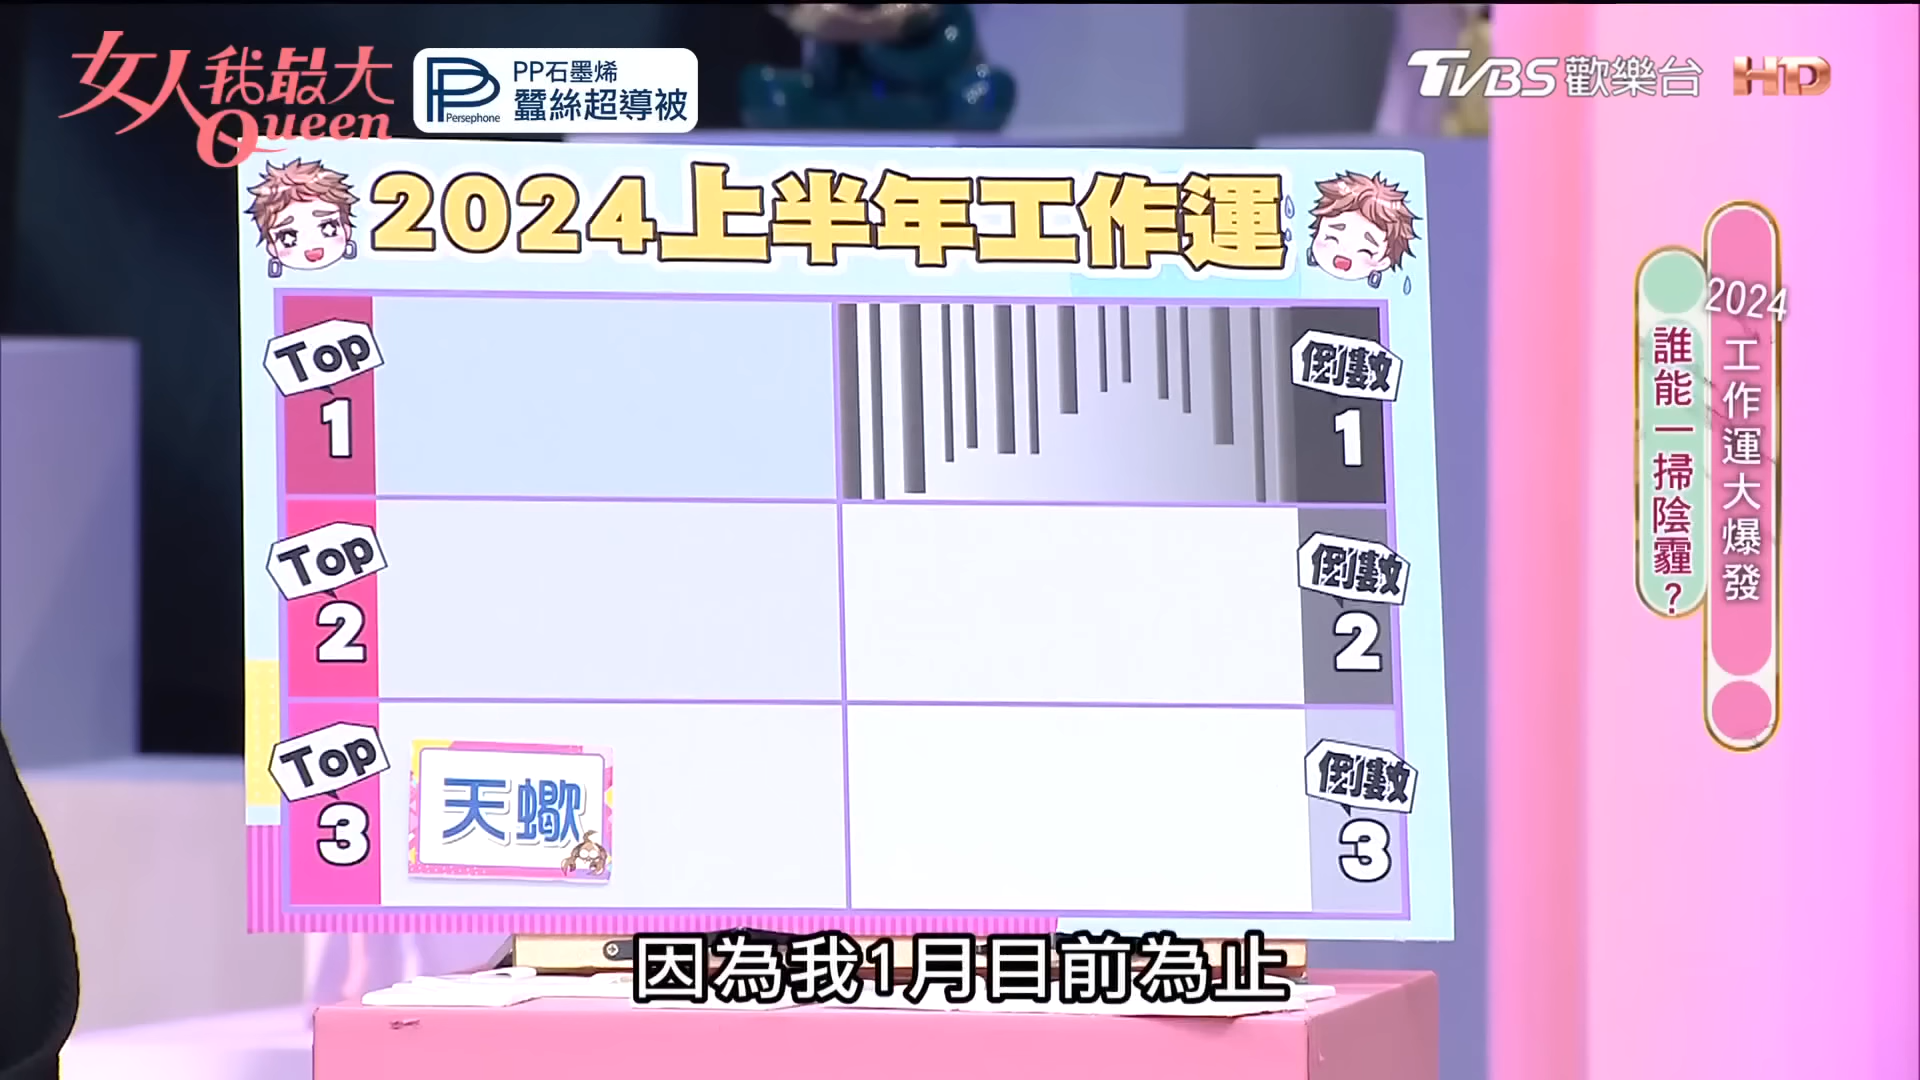 女人我最大
Queen
PP石墨烯
蠶絲超導被
Persephone
TVBS歡樂台 HD
2024上半年工作運
Top
1
倒數
1
Top
2
倒數
2
Top
3
天蠍
倒數
3
2024
工作運大爆發
誰能一掃陰霾？
因為我1月目前為止